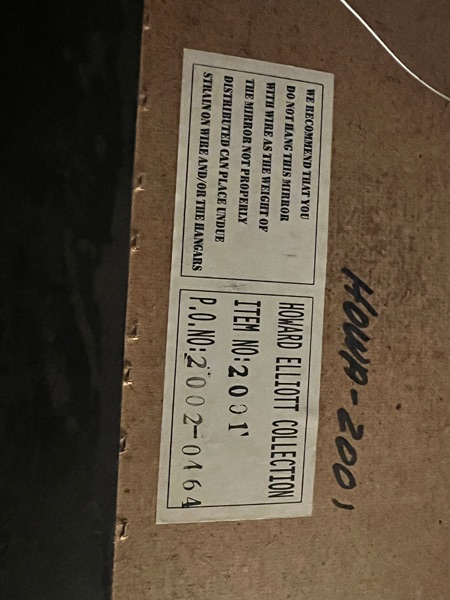 WE RECOMMEND THAT YOU
DO NOT HANG THIS MIRROR
WITH WIRE AS THE WEIGHT OF
THE MIRROR NOT PROPERLY
DISTRIBUTED CAN PLACE UNDUE
STRAIN ON WIRE AND/OR THE HANGARS
HOWARD ELLIOTT COLLECTION
ITEM NO:2001
P.O.NO:2002-0464
HOWA-2001